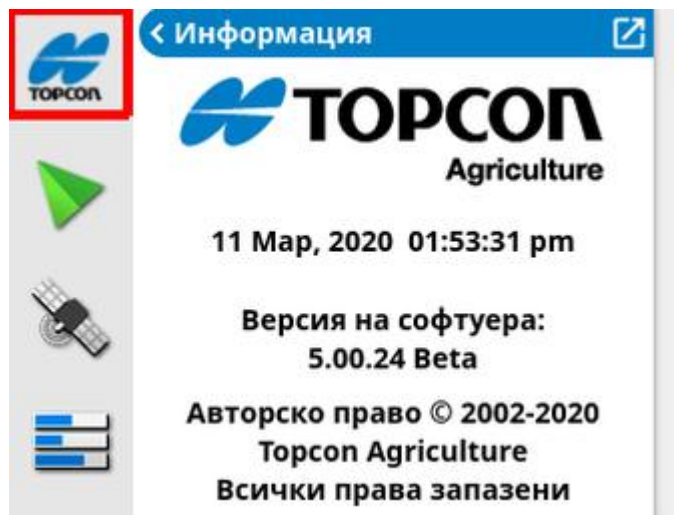 TOPCON
Информация
TOPCON
Agriculture
11 Мар, 2020 01:53:31 pm
Версия на софтуера:
5.00.24 Beta
Авторско право © 2002-2020
Topcon Agriculture
Всички права запазени